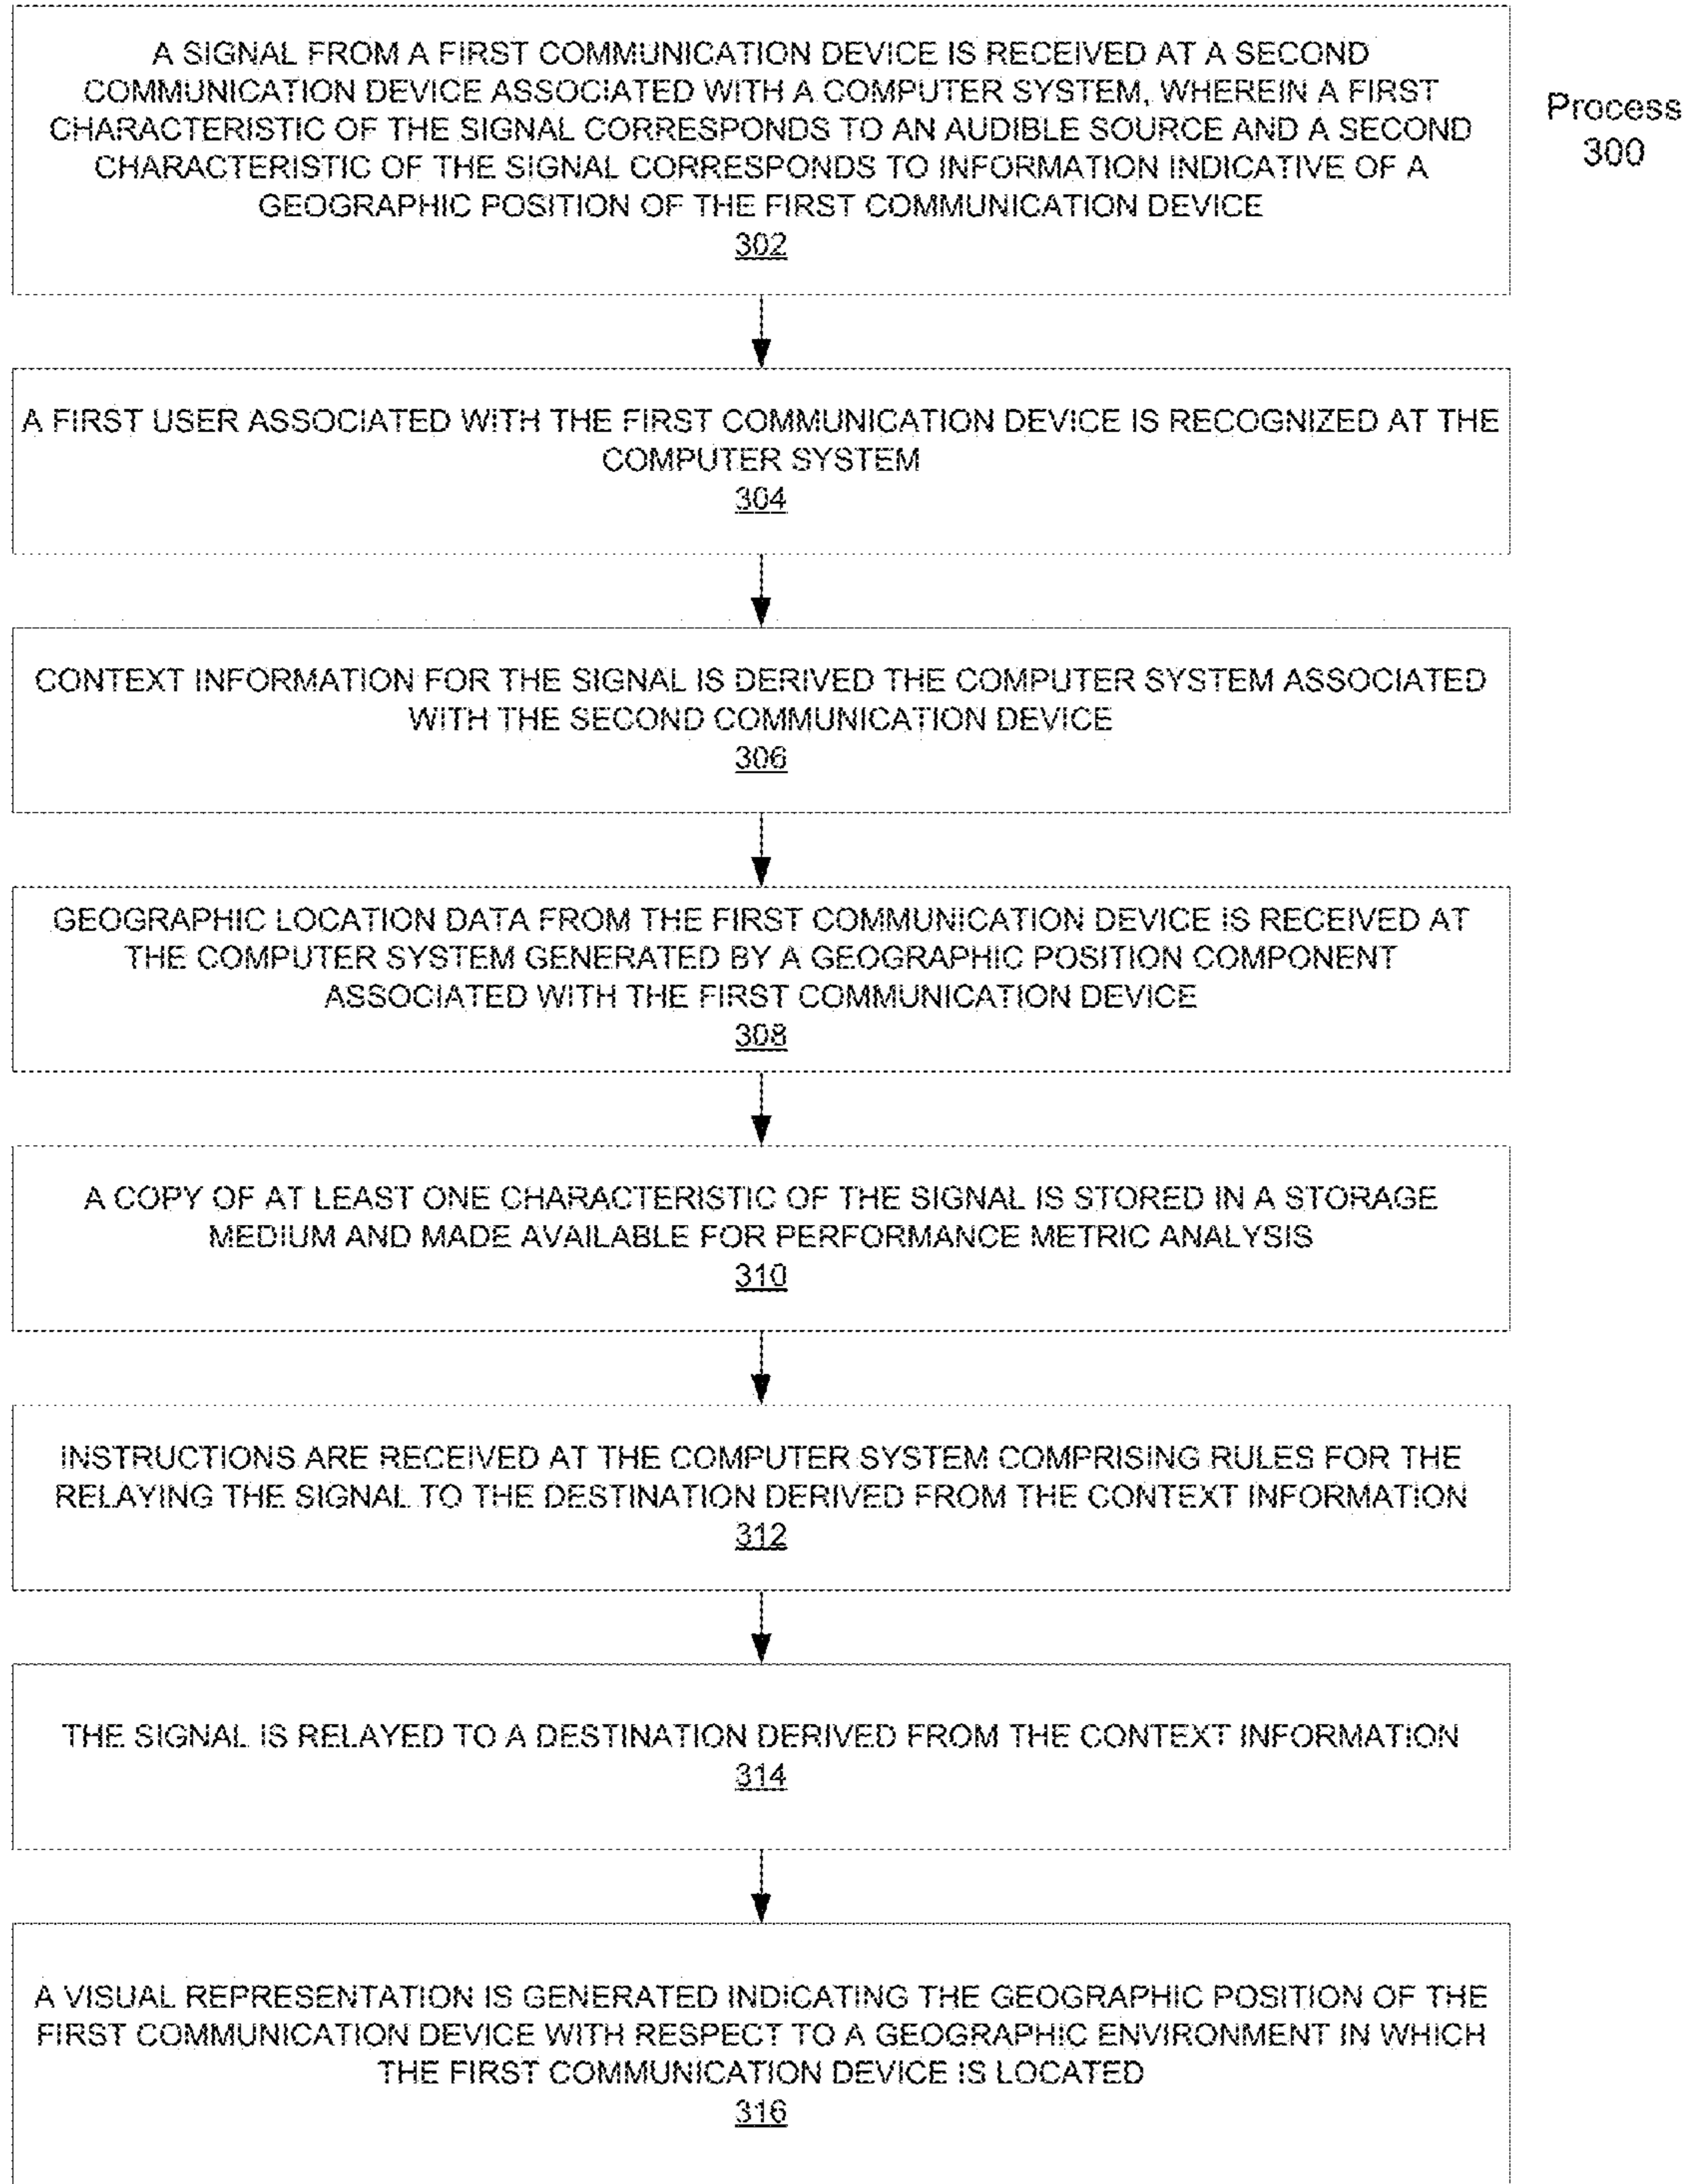 A SIGNAL FROM A FIRST COMMUNICATION DEVICE IS RECEIVED AT A SECOND
COMMUNICATION DEVICE ASSOCIATED WITH A COMPUTER SYSTEM, WHEREIN A FIRST
CHARACTERISTIC OF THE SIGNAL CORRESPONDS TO AN AUDIBLE SOURCE AND A SECOND
CHARACTERISTIC OF THE SIGNAL CORRESPONDS TO INFORMATION INDICATIVE OF A
GEOGRAPHIC POSITION OF THE FIRST COMMUNICATION DEVICE
302
Process
300
A FIRST USER ASSOCIATED WITH THE FIRST COMMUNICATION DEVICE IS RECOGNIZED AT THE
COMPUTER SYSTEM
304
CONTEXT INFORMATION FOR THE SIGNAL IS DERIVED THE COMPUTER SYSTEM ASSOCIATED
WITH THE SECOND COMMUNICATION DEVICE
306
GEOGRAPHIC LOCATION DATA FROM THE FIRST COMMUNICATION DEVICE IS RECEIVED AT
THE COMPUTER SYSTEM GENERATED BY A GEOGRAPHIC POSITION COMPONENT
ASSOCIATED WITH THE FIRST COMMUNICATION DEVICE
308
A COPY OF AT LEAST ONE CHARACTERISTIC OF THE SIGNAL IS STORED IN A STORAGE
MEDIUM AND MADE AVAILABLE FOR PERFORMANCE METRIC ANALYSIS
310
INSTRUCTIONS ARE RECEIVED AT THE COMPUTER SYSTEM COMPRISING RULES FOR THE
RELAYING THE SIGNAL TO THE DESTINATION DERIVED FROM THE CONTEXT INFORMATION
312
THE SIGNAL IS RELAYED TO A DESTINATION DERIVED FROM THE CONTEXT INFORMATION
314
A VISUAL REPRESENTATION IS GENERATED INDICATING THE GEOGRAPHIC POSITION OF THE
FIRST COMMUNICATION DEVICE WITH RESPECT TO A GEOGRAPHIC ENVIRONMENT IN WHICH
THE FIRST COMMUNICATION DEVICE IS LOCATED
316